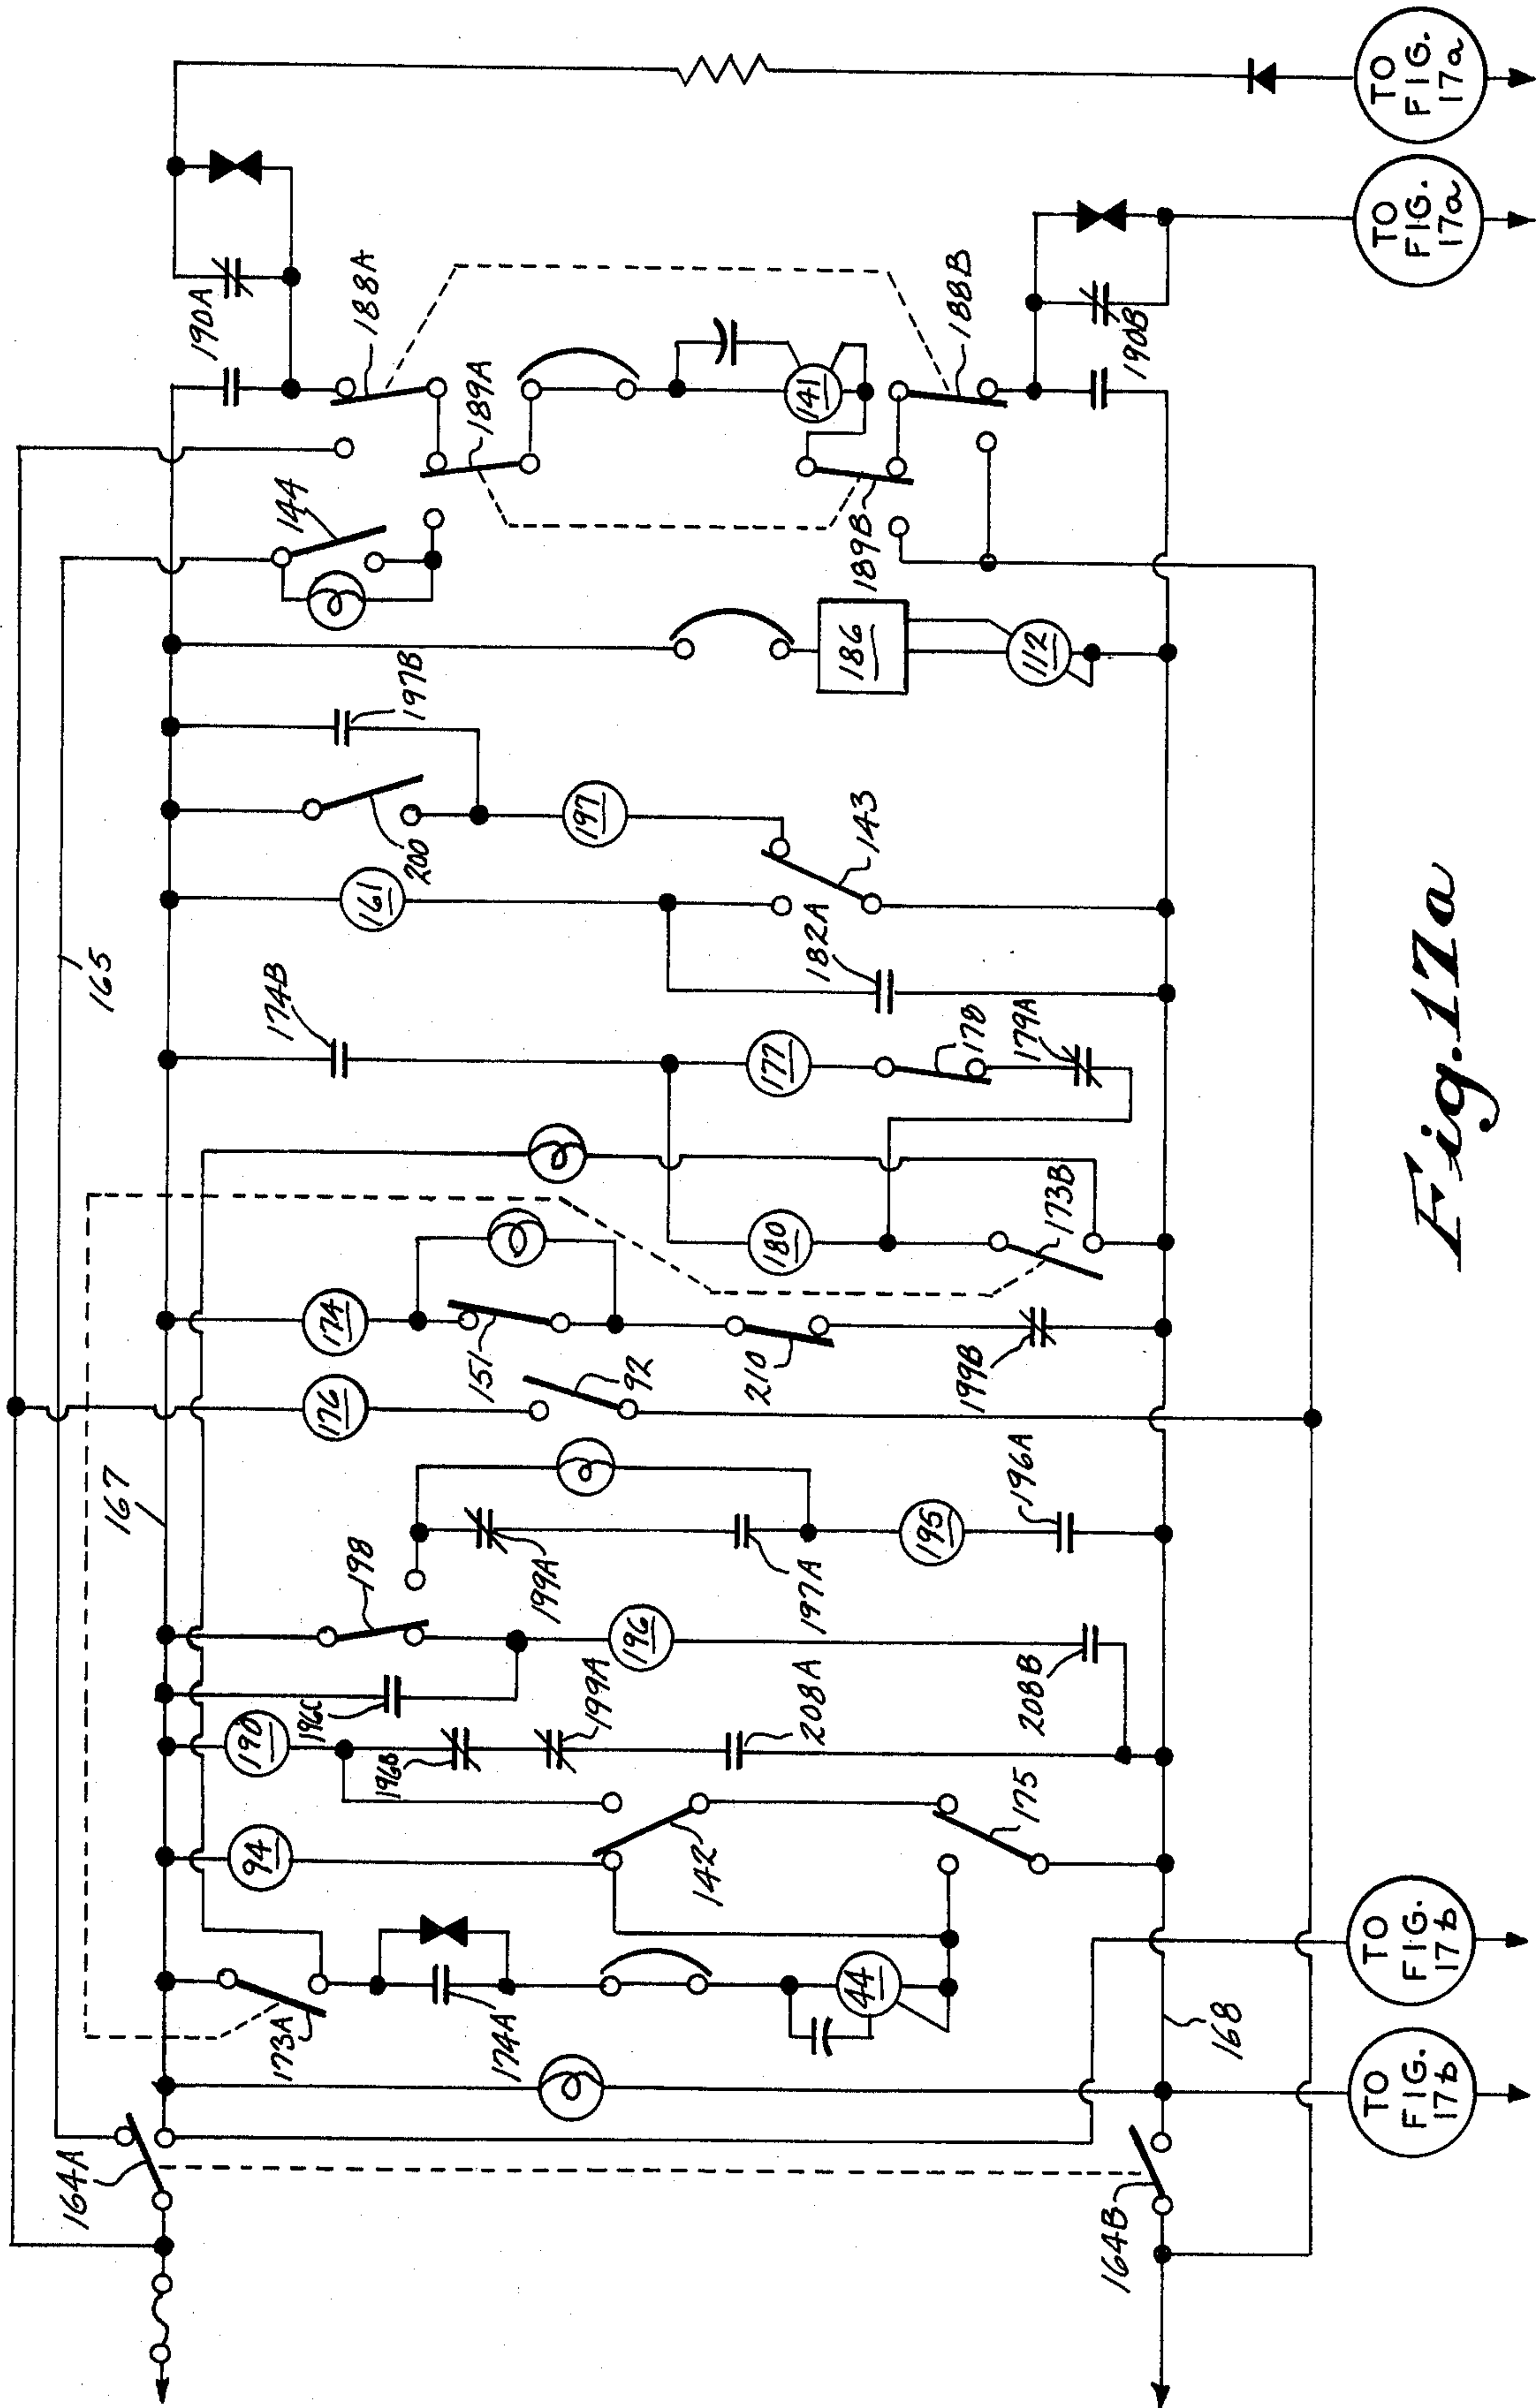 TO
FIG.
17a
TO
FIG.
17a
190A
188A
189A
141
188B
190B
189B
144
186
112
197B
200
197
143
161
182A
165
174B
177
178
179A
180
173B
174
151
210
199B
176
92
167
198
199A
197A
195
196A
196
196C
208B
190
196B
199A
208A
94
142
175
173A
174A
44
168
164A
164B
TO
FIG.
17b
TO
FIG.
17b
Fig. 17a